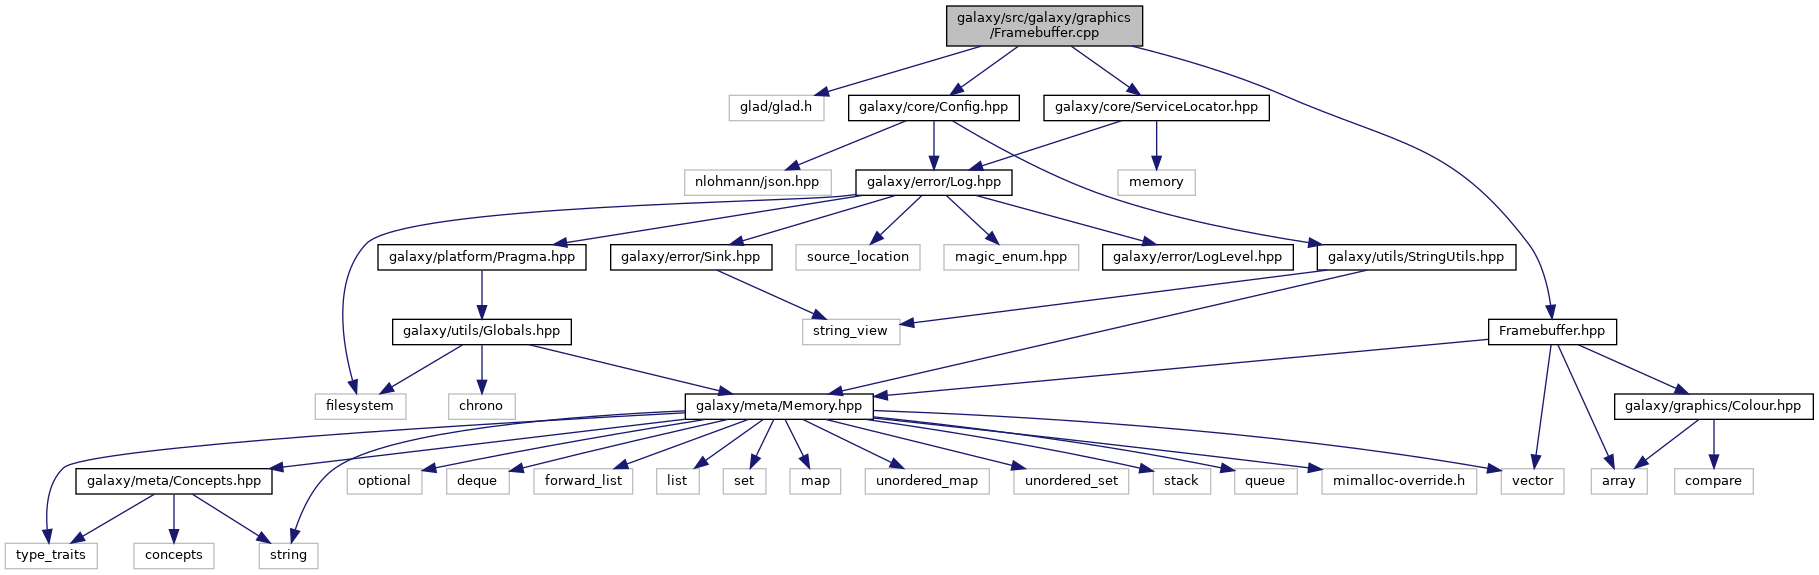 galaxy/src/galaxy/graphics
/Framebuffer.cpp
glad/glad.h
galaxy/core/Config.hpp
galaxy/core/ServiceLocator.hpp
nlohmann/json.hpp
galaxy/error/Log.hpp
memory
galaxy/platform/Pragma.hpp
galaxy/error/Sink.hpp
source_location
magic_enum.hpp
galaxy/error/LogLevel.hpp
galaxy/utils/StringUtils.hpp
galaxy/utils/Globals.hpp
string_view
Framebuffer.hpp
filesystem
chrono
galaxy/meta/Memory.hpp
galaxy/graphics/Colour.hpp
galaxy/meta/Concepts.hpp
optional
deque
forward_list
list
set
map
unordered_map
unordered_set
stack
queue
mimalloc-override.h
vector
array
compare
type_traits
concepts
string